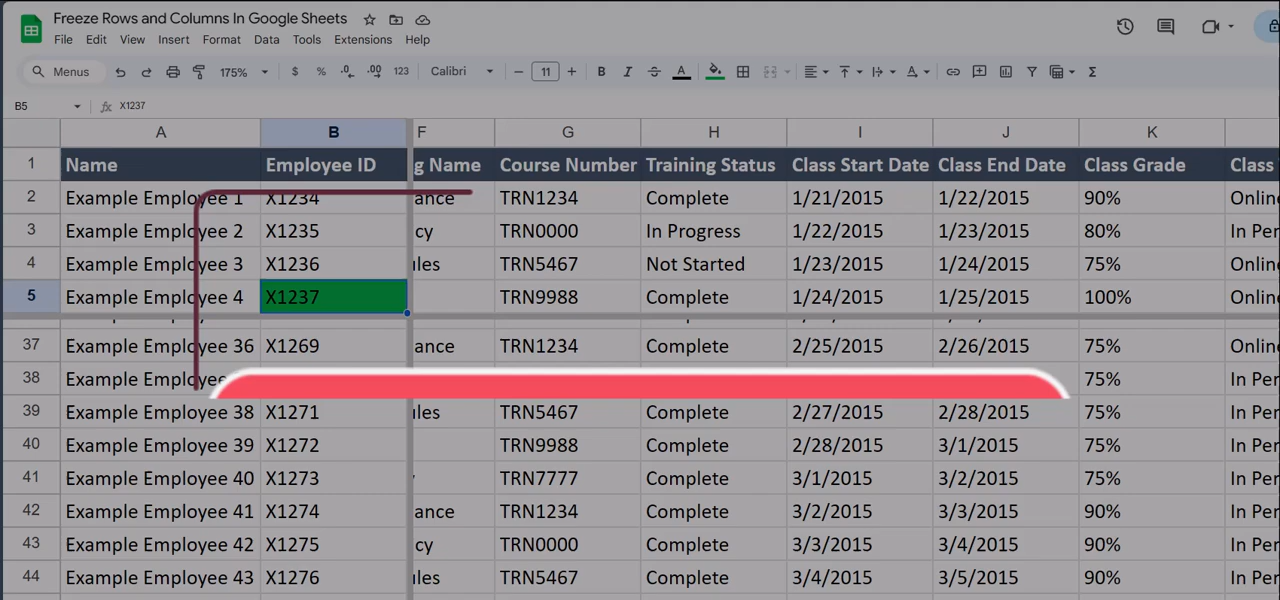 Freeze Rows and Columns In Google Sheets
File Edit View Insert Format Data Tools Extensions Help
Menus 175% $ % .0 .00 123 Calibri 11 B I A Σ
B5 fx X1237
A B F G H I J K
1 Name Employee ID g Name Course Number Training Status Class Start Date Class End Date Class Grade Class
2 Example Employee 1 X1234 ance TRN1234 Complete 1/21/2015 1/22/2015 90% Online
3 Example Employee 2 X1235 cy TRN0000 In Progress 1/22/2015 1/23/2015 80% In Per
4 Example Employee 3 X1236 ules TRN5467 Not Started 1/23/2015 1/24/2015 75% Online
5 Example Employee 4 X1237 TRN9988 Complete 1/24/2015 1/25/2015 100% Online
37 Example Employee 36 X1269 ance TRN1234 Complete 2/25/2015 2/26/2015 75% Online
38 Example Employee 75% In Per
39 Example Employee 38 X1271 ules TRN5467 Complete 2/27/2015 2/28/2015 75% In Per
40 Example Employee 39 X1272 TRN9988 Complete 2/28/2015 3/1/2015 75% In Per
41 Example Employee 40 X1273 TRN7777 Complete 3/1/2015 3/2/2015 75% In Per
42 Example Employee 41 X1274 ance TRN1234 Complete 3/2/2015 3/3/2015 90% In Per
43 Example Employee 42 X1275 cy TRN0000 Complete 3/3/2015 3/4/2015 90% In Per
44 Example Employee 43 X1276 ules TRN5467 Complete 3/4/2015 3/5/2015 90% In Per